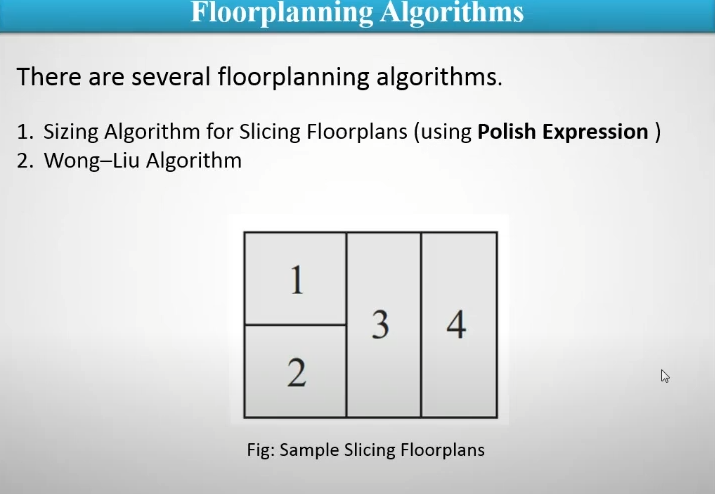 Floorplanning Algorithms
There are several floorplanning algorithms.
1. Sizing Algorithm for Slicing Floorplans (using Polish Expression )
2. Wong–Liu Algorithm
1
2
3
4
Fig: Sample Slicing Floorplans